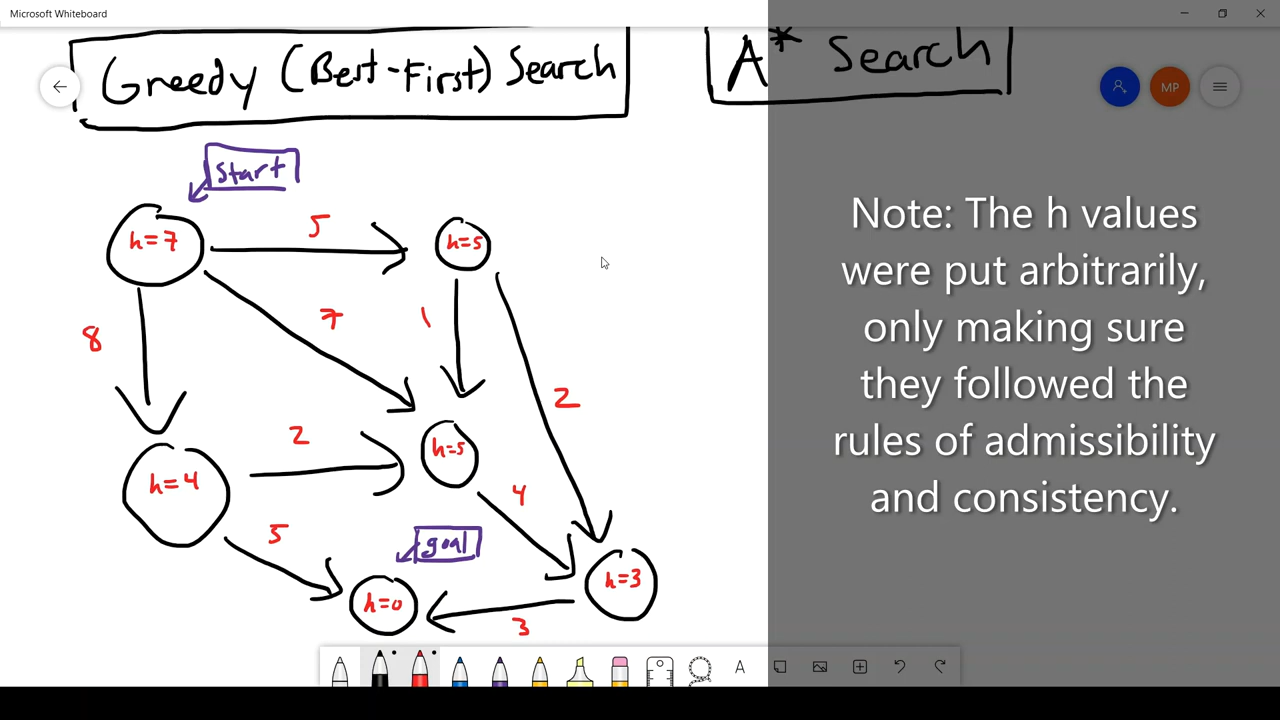 Microsoft Whiteboard
Greedy (Best-First) Search
A* Search
MP
Start
5
h=7
h=5
8
7
1
2
2
h=5
h=4
4
5
goal
h=3
h=0
3
Note: The h values
were put arbitrarily,
only making sure
they followed the
rules of admissibility
and consistency.
A